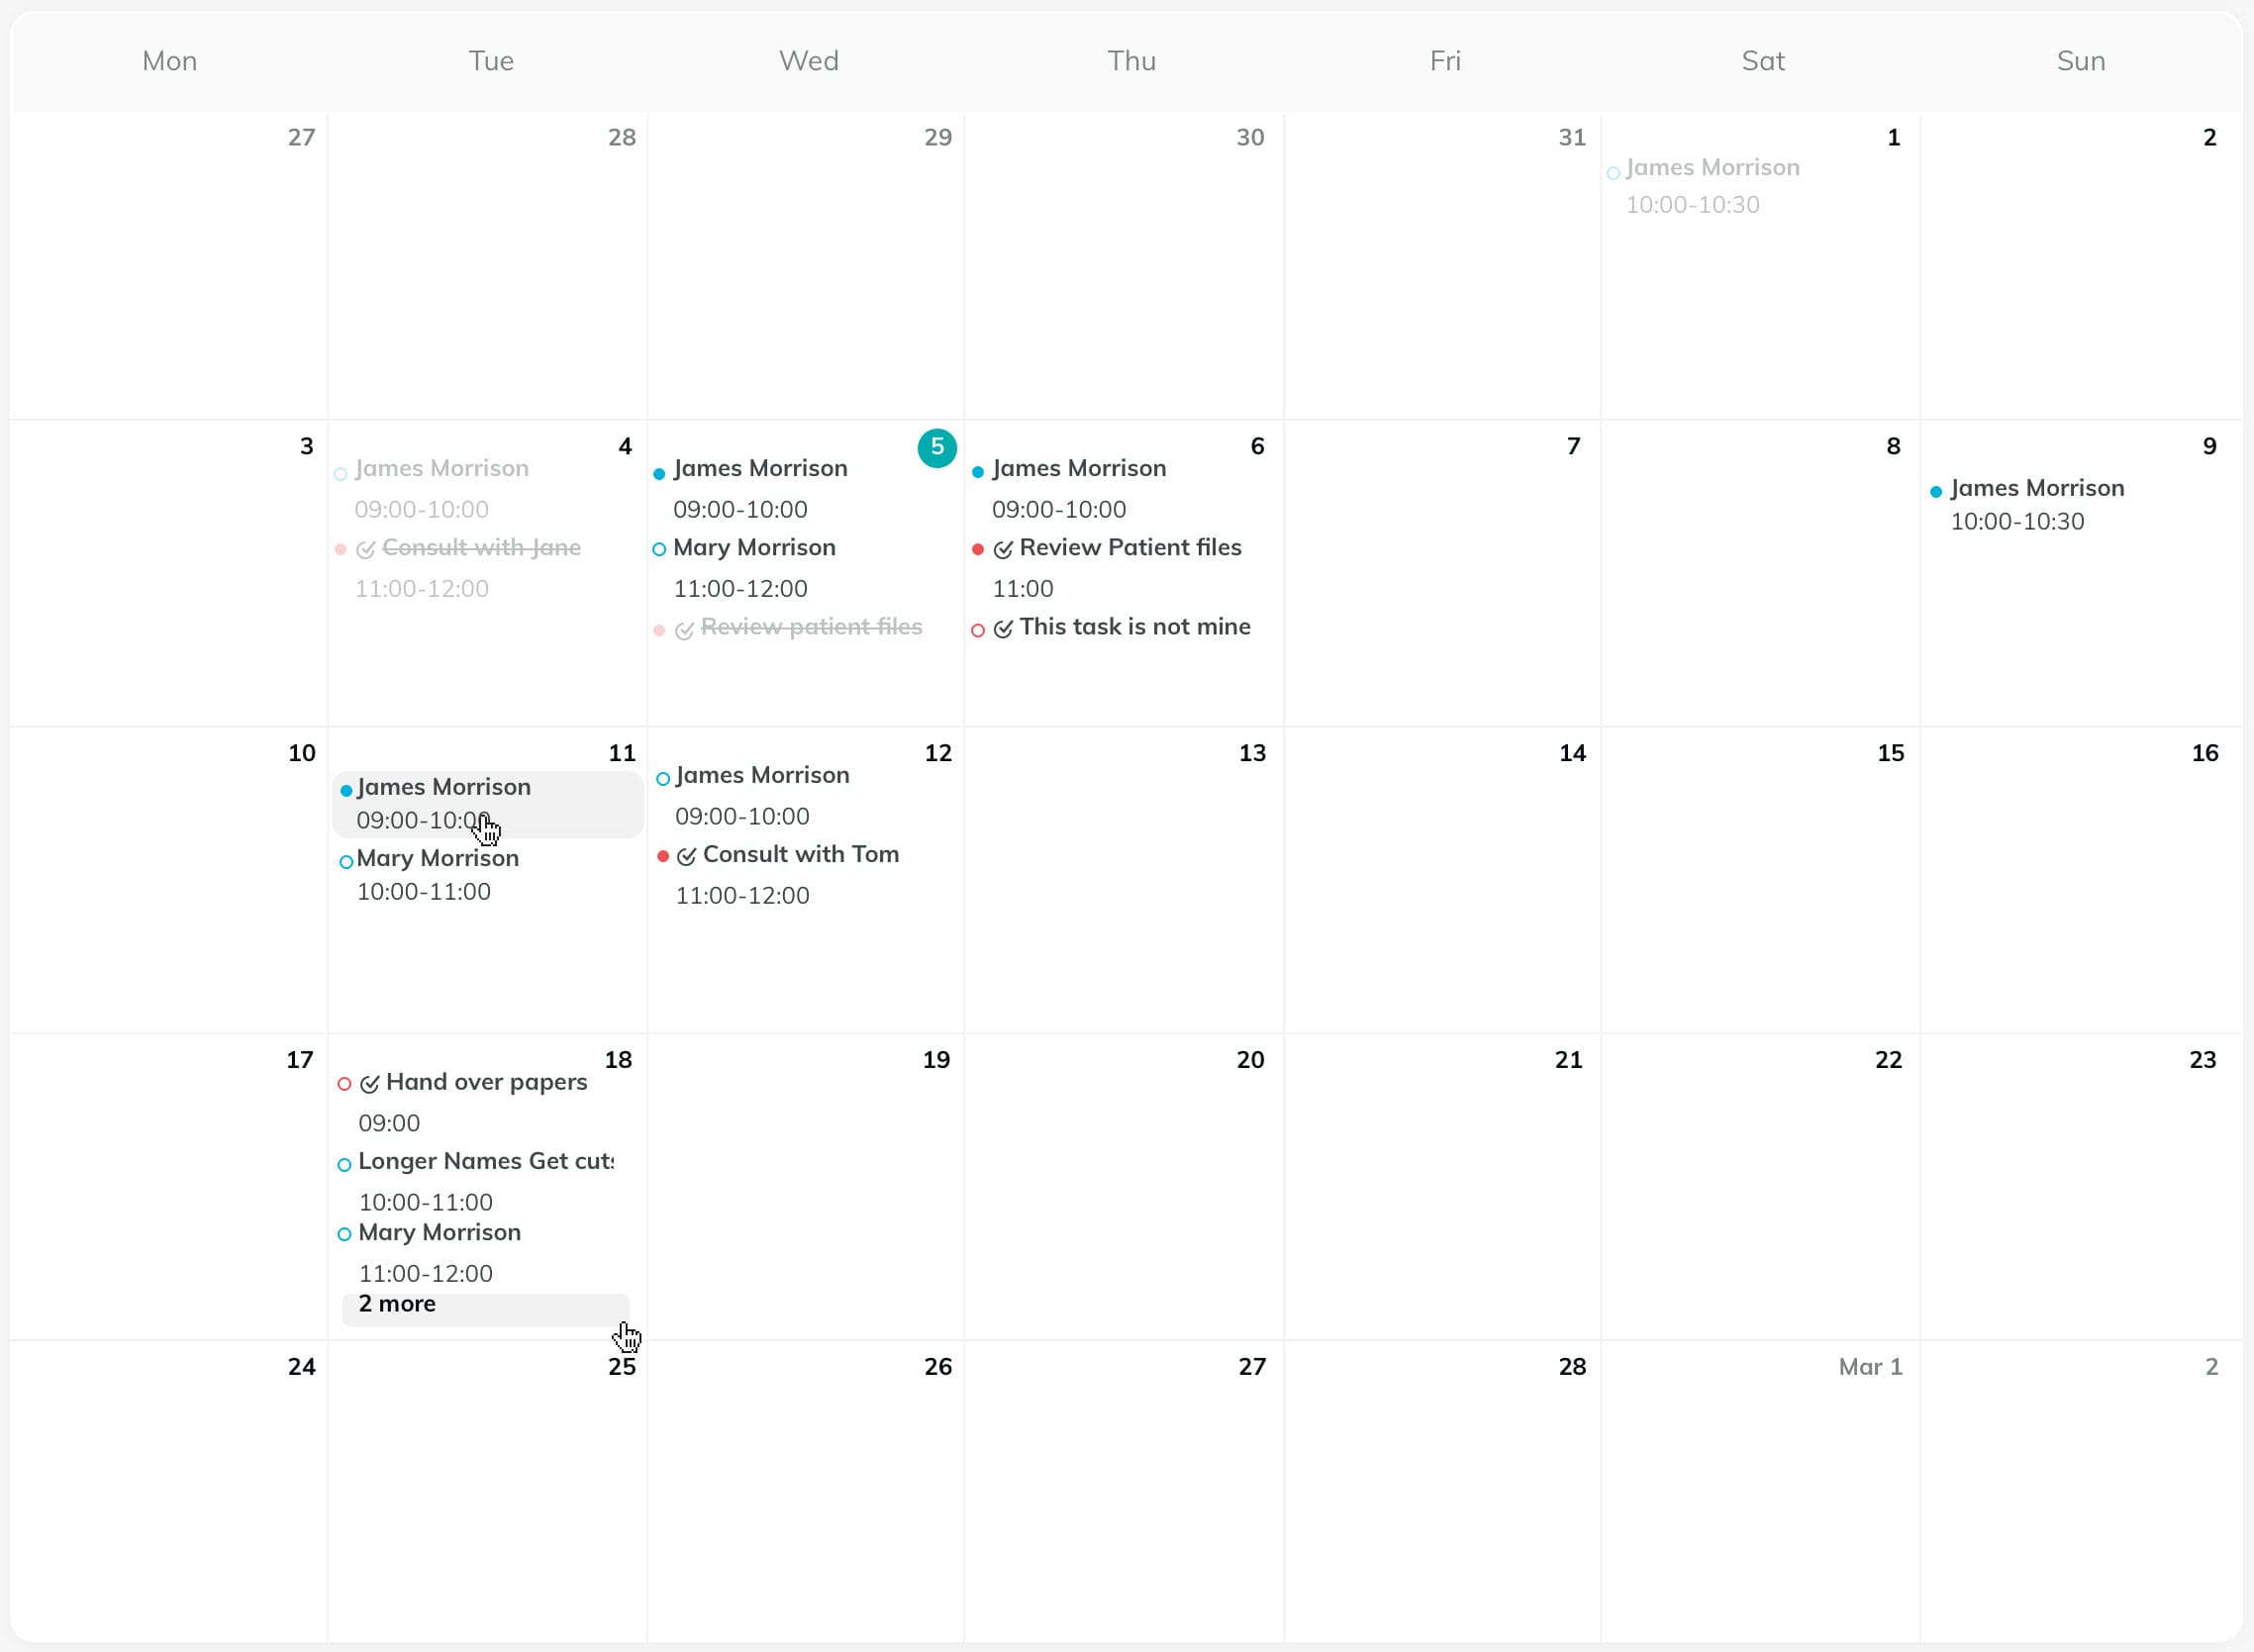 Mon Tue Wed Thu Fri Sat Sun
27 28 29 30 31 1 2
James Morrison
10:00-10:30
3
4
James Morrison
09:00-10:00
Consult with Jane
11:00-12:00
5
James Morrison
09:00-10:00
Mary Morrison
11:00-12:00
Review patient files
6
James Morrison
09:00-10:00
Review Patient files
11:00
This task is not mine
7
8
9
James Morrison
10:00-10:30
10
11
James Morrison
09:00-10:00
Mary Morrison
10:00-11:00
12
James Morrison
09:00-10:00
Consult with Tom
11:00-12:00
13
14
15
16
17
18
Hand over papers
09:00
Longer Names Get cuts
10:00-11:00
Mary Morrison
11:00-12:00
2 more
19
20
21
22
23
24 25 26 27 28 Mar 1 2